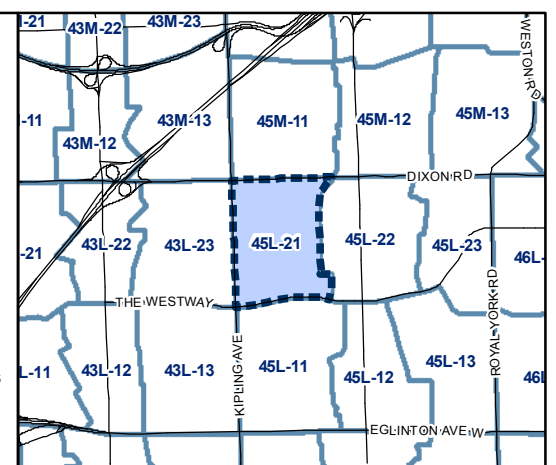 -21
43M-22
43M-23
WESTON RD
-11
43M-12
43M-13
45M-11
45M-12
45M-13
DIXON RD
-21
43L-22
43L-23
45L-21
45L-22
45L-23
46L-
THE WESTWAY
ROYAL YORK RD
L-11
43L-12
43L-13
KIPLING AVE
45L-11
45L-12
45L-13
46L
EGLINTON AVE W